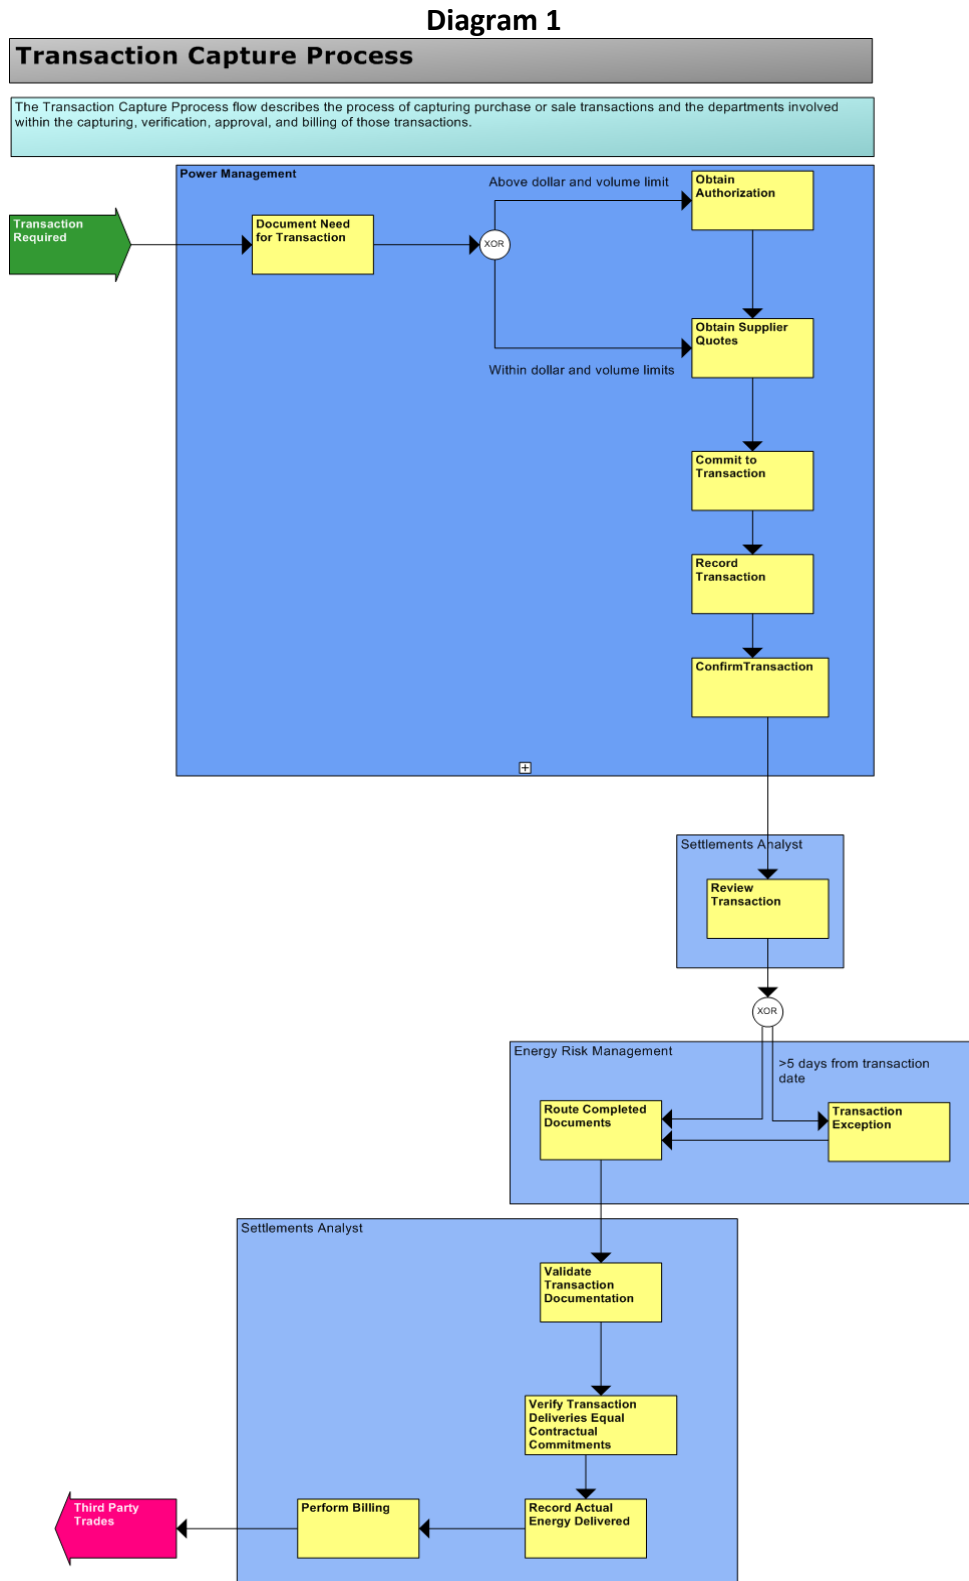 Diagram 1
Transaction Capture Process
The Transaction Capture Pprocess flow describes the process of capturing purchase or sale transactions and the departments involved
within the capturing, verification, approval, and billing of those transactions.
Power Management
Transaction
Required
Document Need
for Transaction
XOR
Above dollar and volume limit
Obtain
Authorization
Obtain Supplier
Quotes
Within dollar and volume limits
Commit to
Transaction
Record
Transaction
ConfirmTransaction
Settlements Analyst
Review
Transaction
XOR
Energy Risk Management
>5 days from transaction
date
Route Completed
Documents
Transaction
Exception
Settlements Analyst
Validate
Transaction
Documentation
Verify Transaction
Deliveries Equal
Contractual
Commitments
Third Party
Trades
Perform Billing
Record Actual
Energy Delivered